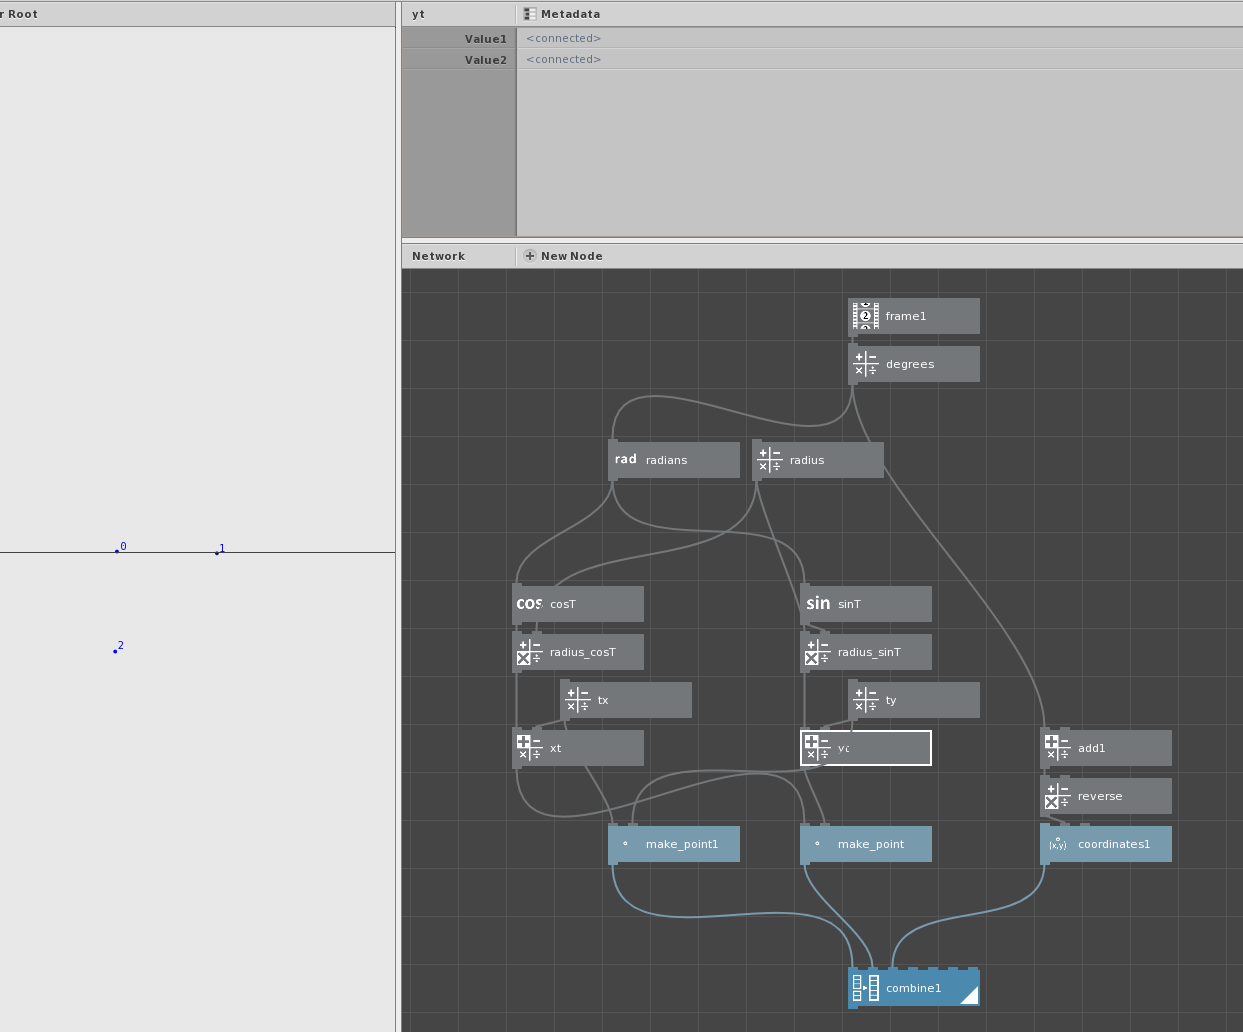 r Root
yt
Metadata
Value1
<connected>
Value2
<connected>
Network
New Node
frame1
degrees
rad
radians
radius
0
1
2
cos
cosT
sin
sinT
radius_cosT
radius_sinT
tx
ty
xt
add1
reverse
make_point1
make_point
(x,y)
coordinates1
combine1